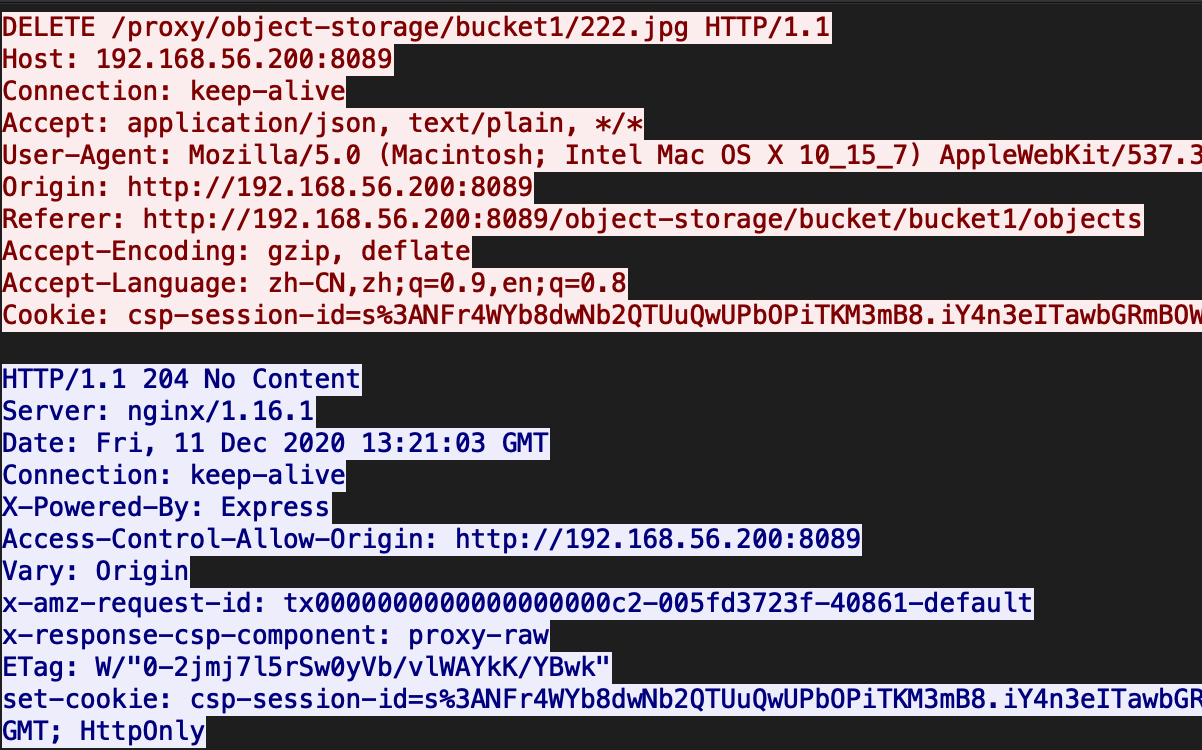 DELETE /proxy/object-storage/bucket1/222.jpg HTTP/1.1
Host: 192.168.56.200:8089
Connection: keep-alive
Accept: application/json, text/plain, */*
User-Agent: Mozilla/5.0 (Macintosh; Intel Mac OS X 10_15_7) AppleWebKit/537.3
Origin: http://192.168.56.200:8089
Referer: http://192.168.56.200:8089/object-storage/bucket/bucket1/objects
Accept-Encoding: gzip, deflate
Accept-Language: zh-CN,zh;q=0.9,en;q=0.8
Cookie: csp-session-id=s%3ANFr4WYb8dwNb2QTUuQwUPbOPiTKM3mB8.iY4n3eITawbGRmBOW
HTTP/1.1 204 No Content
Server: nginx/1.16.1
Date: Fri, 11 Dec 2020 13:21:03 GMT
Connection: keep-alive
X-Powered-By: Express
Access-Control-Allow-Origin: http://192.168.56.200:8089
Vary: Origin
x-amz-request-id: tx0000000000000000000c2-005fd3723f-40861-default
x-response-csp-component: proxy-raw
ETag: W/"0-2jmj7l5rSw0yVb/vlWAYkK/YBwk"
set-cookie: csp-session-id=s%3ANFr4WYb8dwNb2QTUuQwUPbOPiTKM3mB8.iY4n3eITawbGR
GMT; HttpOnly